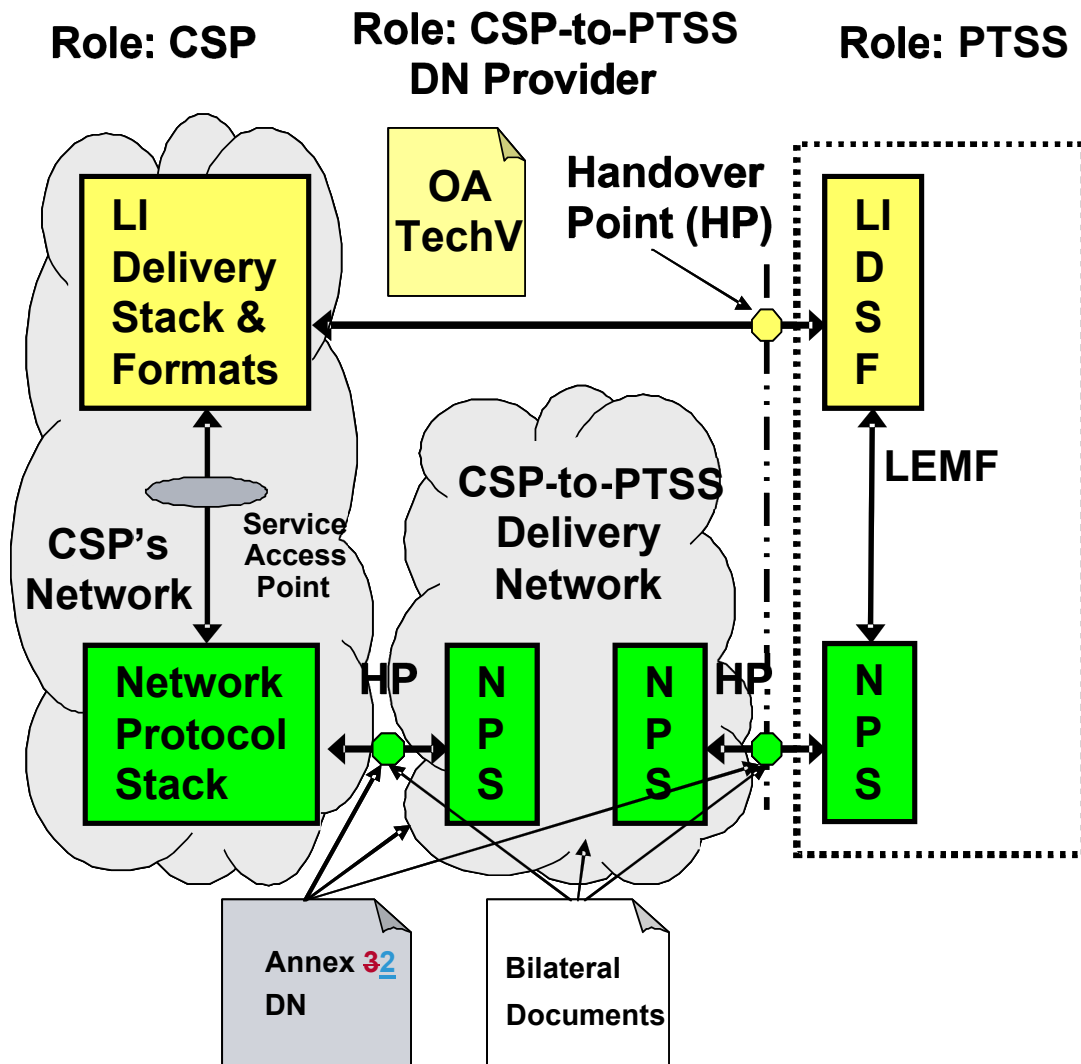 Role: CSP
Role: CSP-to-PTSS
DN Provider
Role: PTSS
OA
TechV
Handover
Point (HP)
LI
Delivery
Stack &
Formats
LI
D
S
F
CSP-to-PTSS
Delivery
Network
LEMF
Service
Access
Point
CSP's
Network
Network
Protocol
Stack
HP
N
P
S
N
P
S
HP
N
P
S
Annex 32
DN
Bilateral
Documents